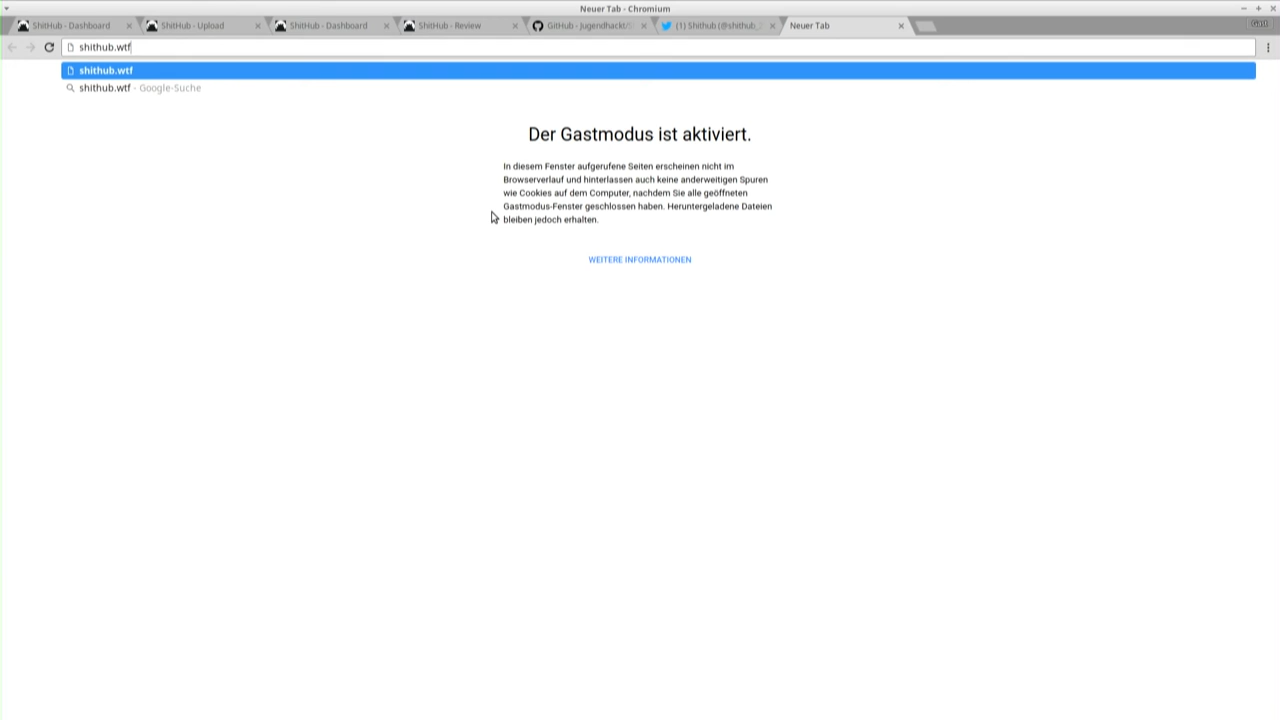 Neuer Tab - Chromium
ShitHub - Dashboard
ShitHub - Upload
ShitHub - Dashboard
ShitHub - Review
GitHub - Jugendhackt/
(1) Shithub (@shithub_
Neuer Tab
shithub.wtf
shithub.wtf
shithub.wtf - Google-Suche
Der Gastmodus ist aktiviert.
In diesem Fenster aufgerufene Seiten erscheinen nicht im
Browserverlauf und hinterlassen auch keine anderweitigen Spuren
wie Cookies auf dem Computer, nachdem Sie alle geöffneten
Gastmodus-Fenster geschlossen haben. Heruntergeladene Dateien
bleiben jedoch erhalten.
WEITERE INFORMATIONEN